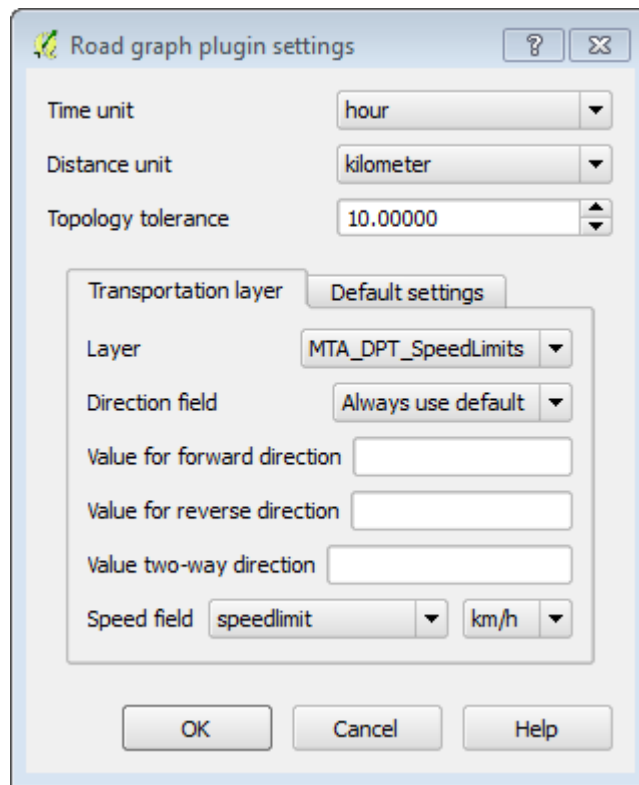 Road graph plugin settings
Time unit hour
Distance unit kilometer
Topology tolerance 10.00000
Transportation layer Default settings
Layer MTA_DPT_SpeedLimits
Direction field Always use default
Value for forward direction
Value for reverse direction
Value two-way direction
Speed field speedlimit km/h
OK Cancel Help